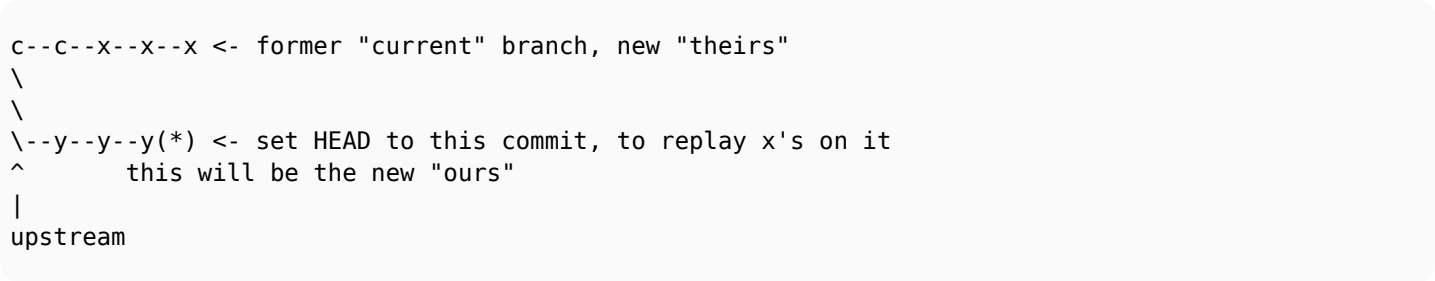 c--c--x--x--x <- former "current" branch, new "theirs"
\
\
\--y--y--y(*) <- set HEAD to this commit, to replay x's on it
^       this will be the new "ours"
|
upstream